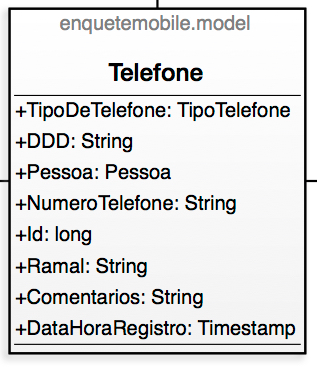 enquetemobile.model
Telefone
+TipoDeTelefone: TipoTelefone
+DDD: String
+Pessoa: Pessoa
+NumeroTelefone: String
+Id: long
+Ramal: String
+Comentarios: String
+DataHoraRegistro: Timestamp